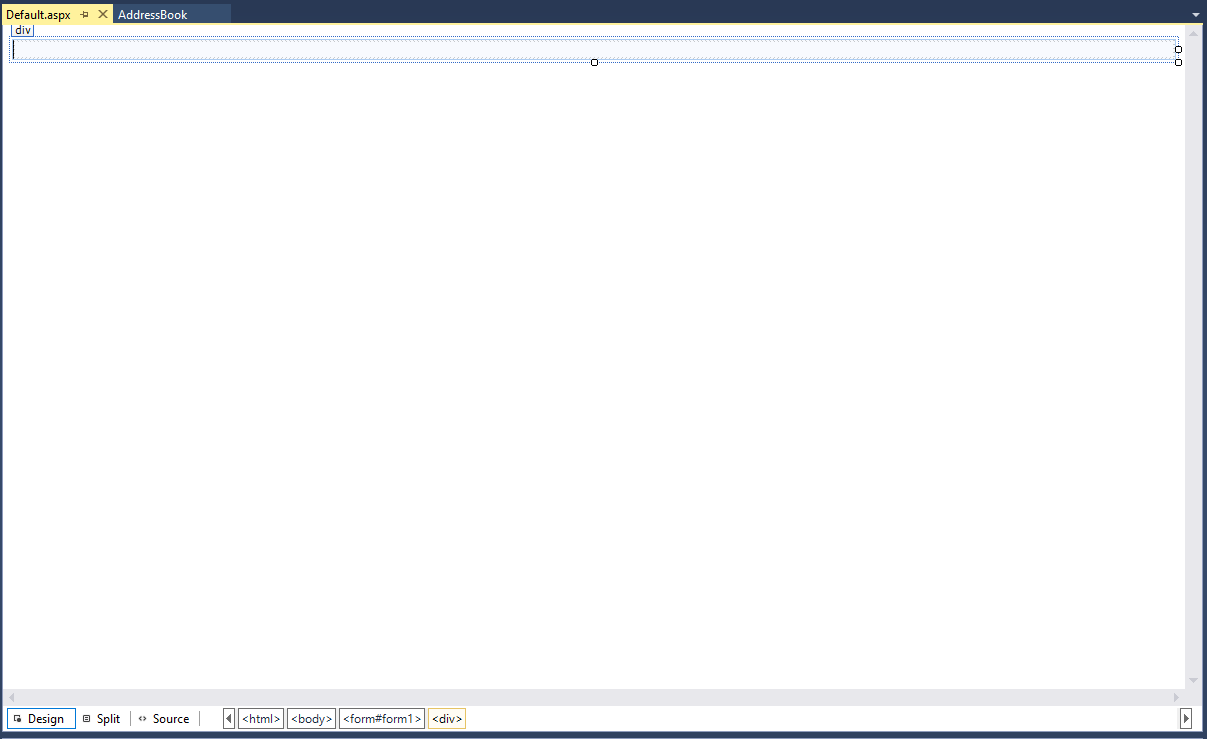 Default.aspx AddressBook
div
Design Split Source <html> <body> <form#form1> <div>